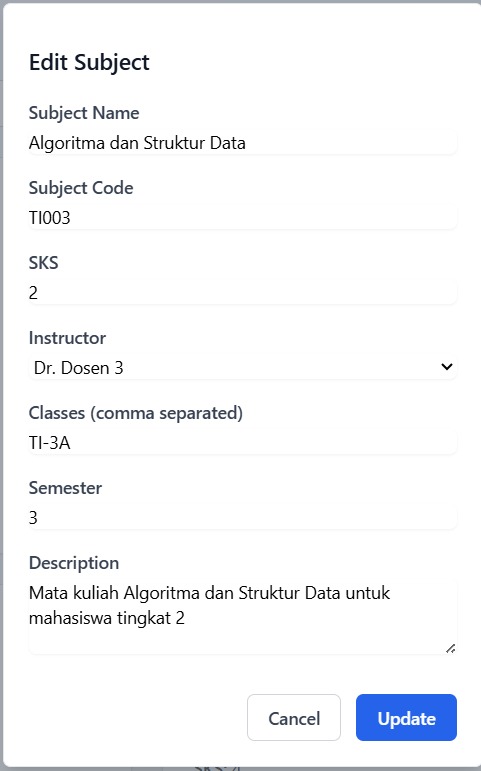 Edit Subject
Subject Name
Algoritma dan Struktur Data
Subject Code
TI003
SKS
2
Instructor
Dr. Dosen 3
Classes (comma separated)
TI-3A
Semester
3
Description
Mata kuliah Algoritma dan Struktur Data untuk
mahasiswa tingkat 2
Cancel
Update